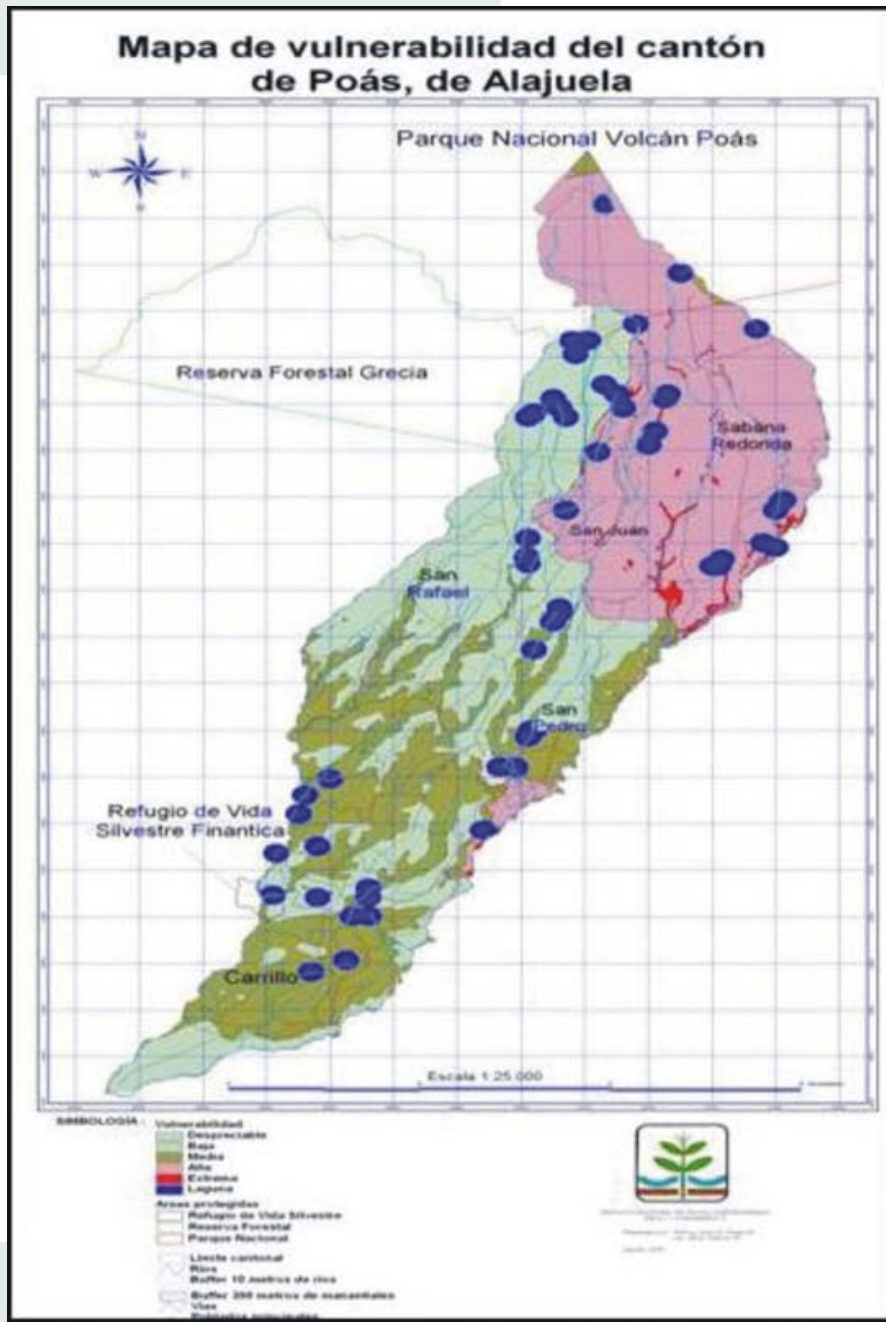 Mapa de vulnerabilidad del cantón
de Poás, de Alajuela
Parque Nacional Volcán Poás
N
W
E
Reserva Forestal Grecia
Sabana
Redonda
San Juan
San
Rafael
San
Pedro
Refugio de Vida
Silvestre Finantica
Carrillo
Escala 1:25.000
SIMBOLOGÍA :
Vulnerabilidad
Despreciable
Baja
Media
Alta
Extrema
Laguna
Areas protegidas
Refugio de Vida Silvestre
Reserva Forestal
Parque Nacional
Límite cantonal
Ríos
Buffer 10 metros de ríos
Buffer 200 metros de manantiales
Vías
Poblados principales